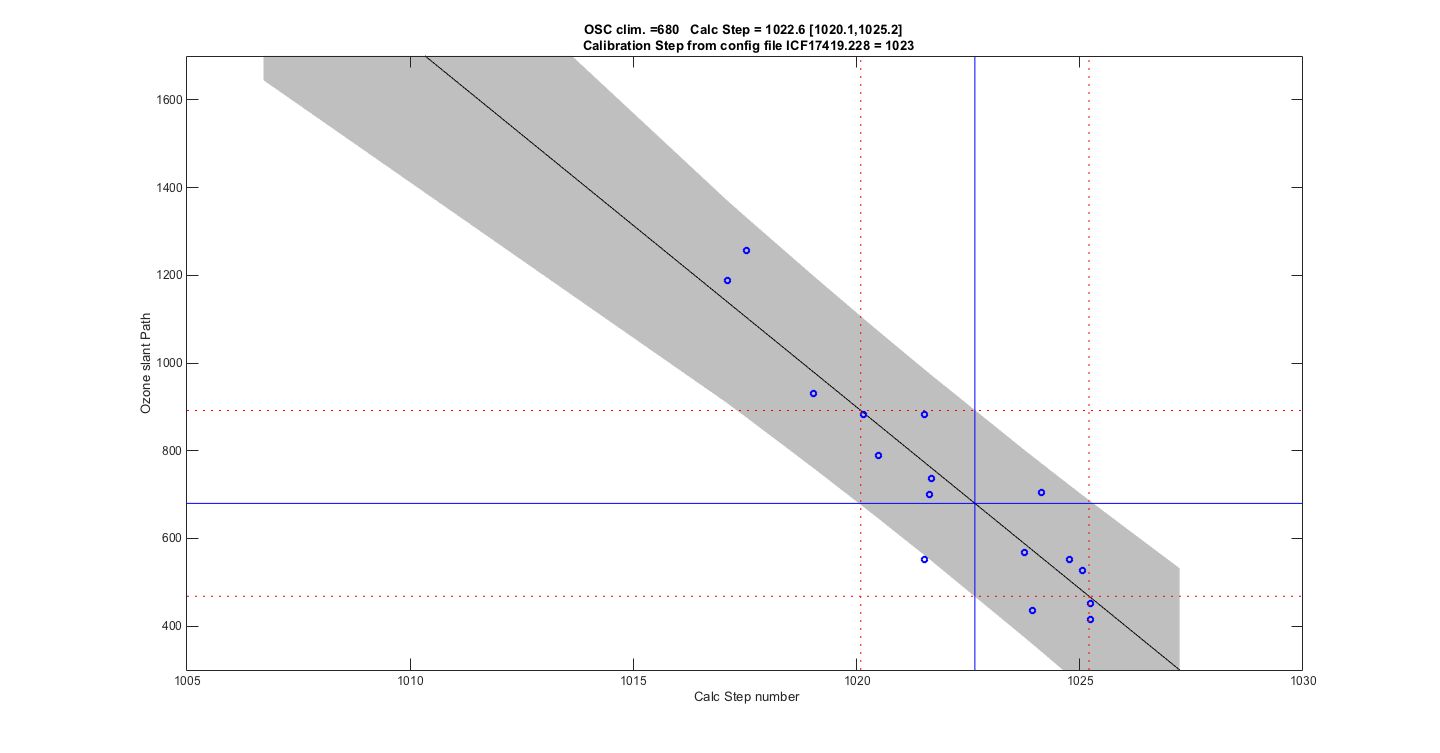 OSC clim. =680 Calc Step = 1022.6 [1020.1,1025.2]
Calibration Step from config file ICF17419.228 = 1023
1600
1400
1200
1000
800
600
400
Ozone slant Path
1005 1010 1015 1020 1025 1030
Calc Step number